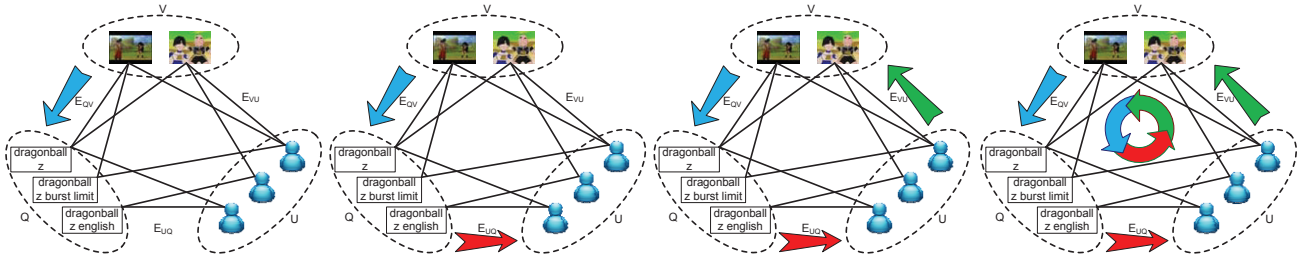 V
E_QV
E_VU
dragonball
z
dragonball
z burst limit
dragonball
z english
Q
E_UQ
U
V
E_QV
E_VU
dragonball
z
dragonball
z burst limit
dragonball
z english
Q
E_UQ
U
V
E_QV
E_VU
dragonball
z
dragonball
z burst limit
dragonball
z english
Q
E_UQ
U
V
E_QV
E_VU
dragonball
z
dragonball
z burst limit
dragonball
z english
Q
E_UQ
U